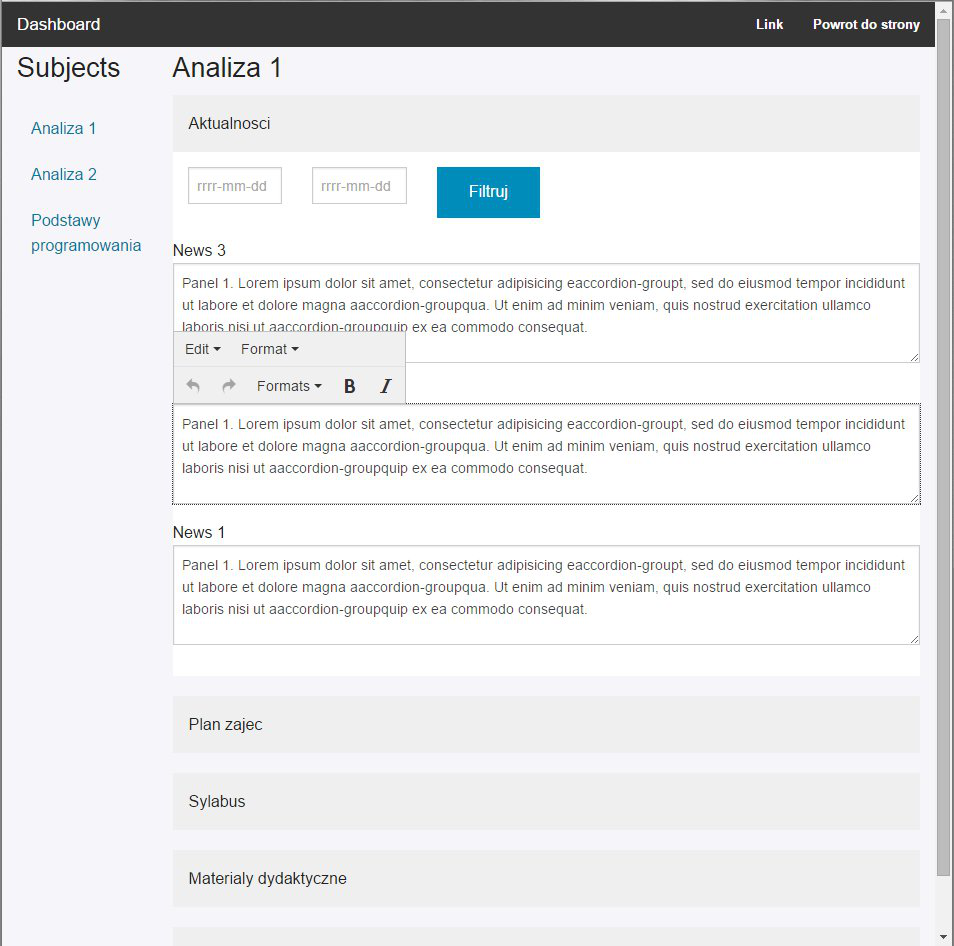 Dashboard Link Powrot do strony
Subjects
Analiza 1
Analiza 2
Podstawy
programowania
Analiza 1
Aktualnosci
rrrr-mm-dd rrrr-mm-dd Filtruj
News 3
Panel 1. Lorem ipsum dolor sit amet, consectetur adipisicing eaccordion-groupt, sed do eiusmod tempor incididunt
ut labore et dolore magna aaccordion-groupqua. Ut enim ad minim veniam, quis nostrud exercitation ullamco
laboris nisi ut aaccordion-groupquip ex ea commodo consequat.
Edit Format
Formats B I
Panel 1. Lorem ipsum dolor sit amet, consectetur adipisicing eaccordion-groupt, sed do eiusmod tempor incididunt
ut labore et dolore magna aaccordion-groupqua. Ut enim ad minim veniam, quis nostrud exercitation ullamco
laboris nisi ut aaccordion-groupquip ex ea commodo consequat.
News 1
Panel 1. Lorem ipsum dolor sit amet, consectetur adipisicing eaccordion-groupt, sed do eiusmod tempor incididunt
ut labore et dolore magna aaccordion-groupqua. Ut enim ad minim veniam, quis nostrud exercitation ullamco
laboris nisi ut aaccordion-groupquip ex ea commodo consequat.
Plan zajec
Sylabus
Materialy dydaktyczne